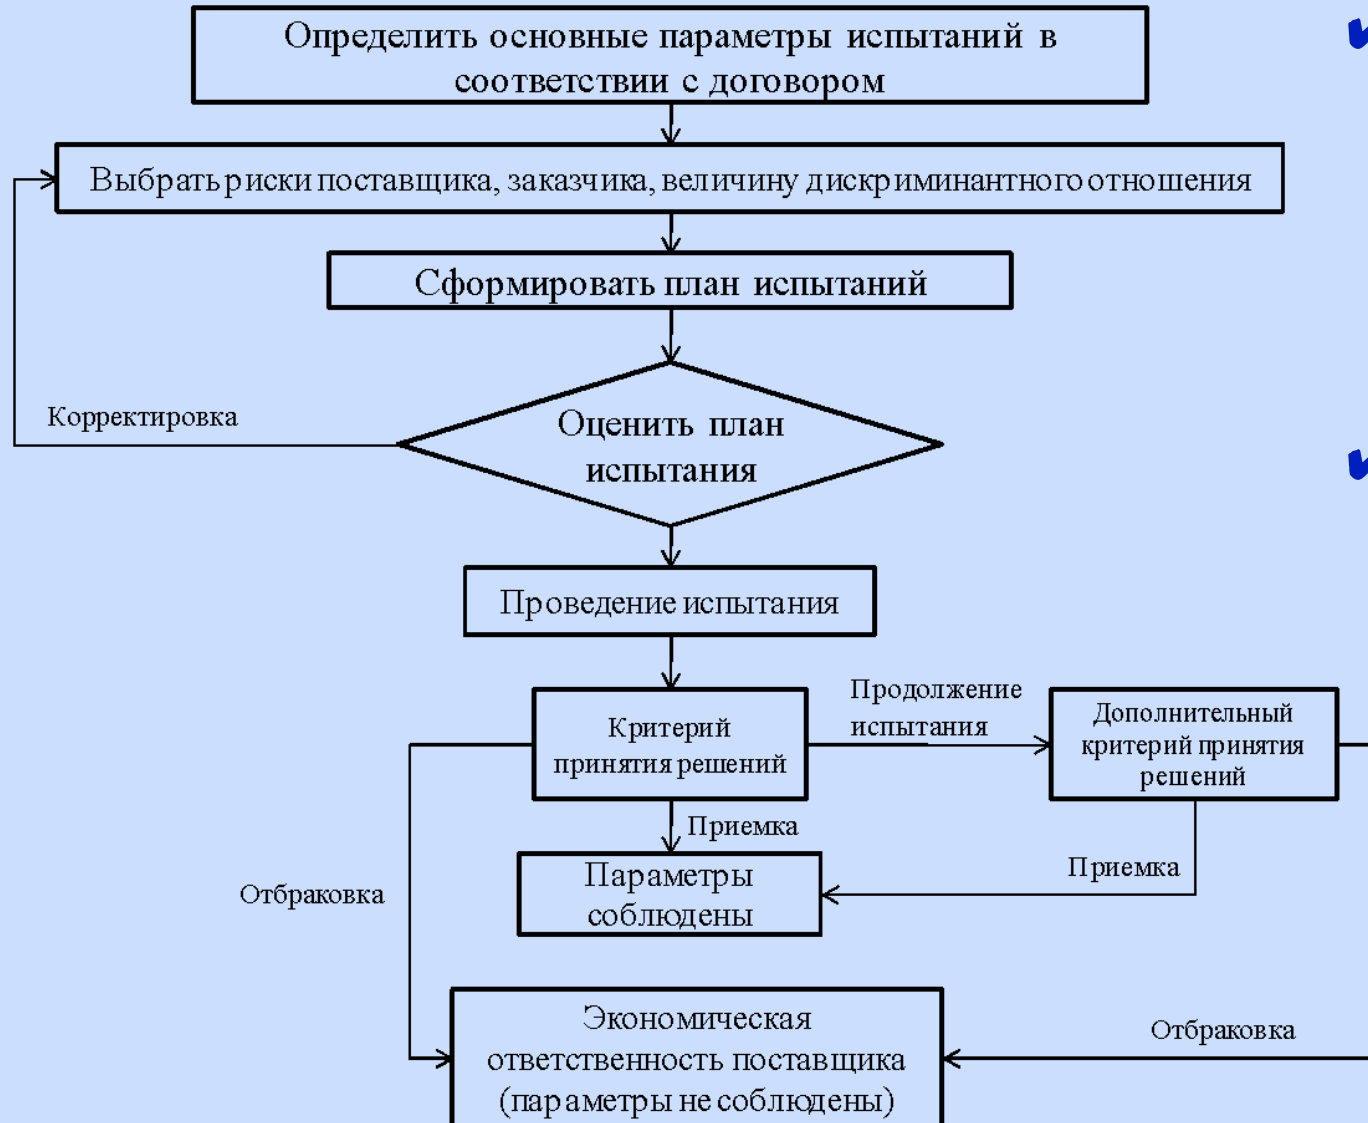 Определить основные параметры испытаний в
соответствии с договором
Выбрать риски поставщика, заказчика, величину дискриминантного отношения
Сформировать план испытаний
Корректировка
Оценить план
испытания
Проведение испытания
Критерий
принятия решений
Продолжение
испытания
Дополнительный
критерий принятия
решений
Приемка
Параметры
соблюдены
Приемка
Отбраковка
Экономическая
ответственность поставщика
(параметры не соблюдены)
Отбраковка